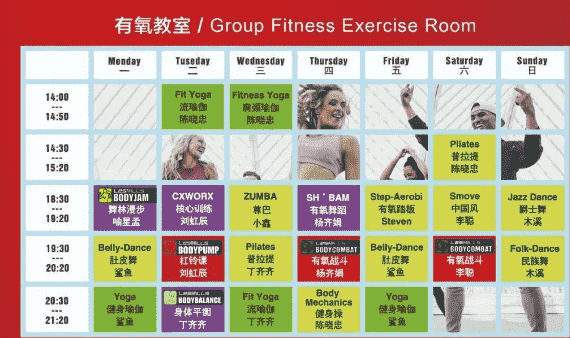 有氧教室 / Group Fitness Exercise Room
Monday
一
Tuseday
二
Wednesday
三
Thursday
四
Friday
五
Saturday
六
Sunday
日
14:00
---
14:50
Fit Yoga
流瑜伽
陈晓忠
Fitness Yoga
肩颈瑜伽
陈晓忠
14:30
---
15:20
Pilates
普拉提
陈晓忠
18:30
---
19:20
LESMILLS
BODYJAM
舞林漫步
喻星孟
CXWORX
核心训练
刘虹辰
ZUMBA
尊巴
小鑫
SH'BAM
有氧舞蹈
杨齐娟
Step-Aerobi
有氧踏板
Steven
Smove
中国风
李聪
Jazz Dance
爵士舞
木溪
19:30
---
20:20
Belly-Dance
肚皮舞
鲨鱼
LESMILLS
BODYPUMP
杠铃课
刘虹辰
Pilates
普拉提
丁齐齐
LESMILLS
BODYCOMBAT
有氧战斗
杨齐娟
Belly-Dance
肚皮舞
鲨鱼
LESMILLS
BODYCOMBAT
有氧战斗
李聪
Folk-Dance
民族舞
木溪
20:30
---
21:20
Yoga
健身瑜伽
鲨鱼
LESMILLS
BODYBALANCE
身体平衡
丁齐齐
Fit Yoga
流瑜伽
丁齐齐
Body
Mechanics
健身操
陈晓忠
Yoga
健身瑜伽
鲨鱼